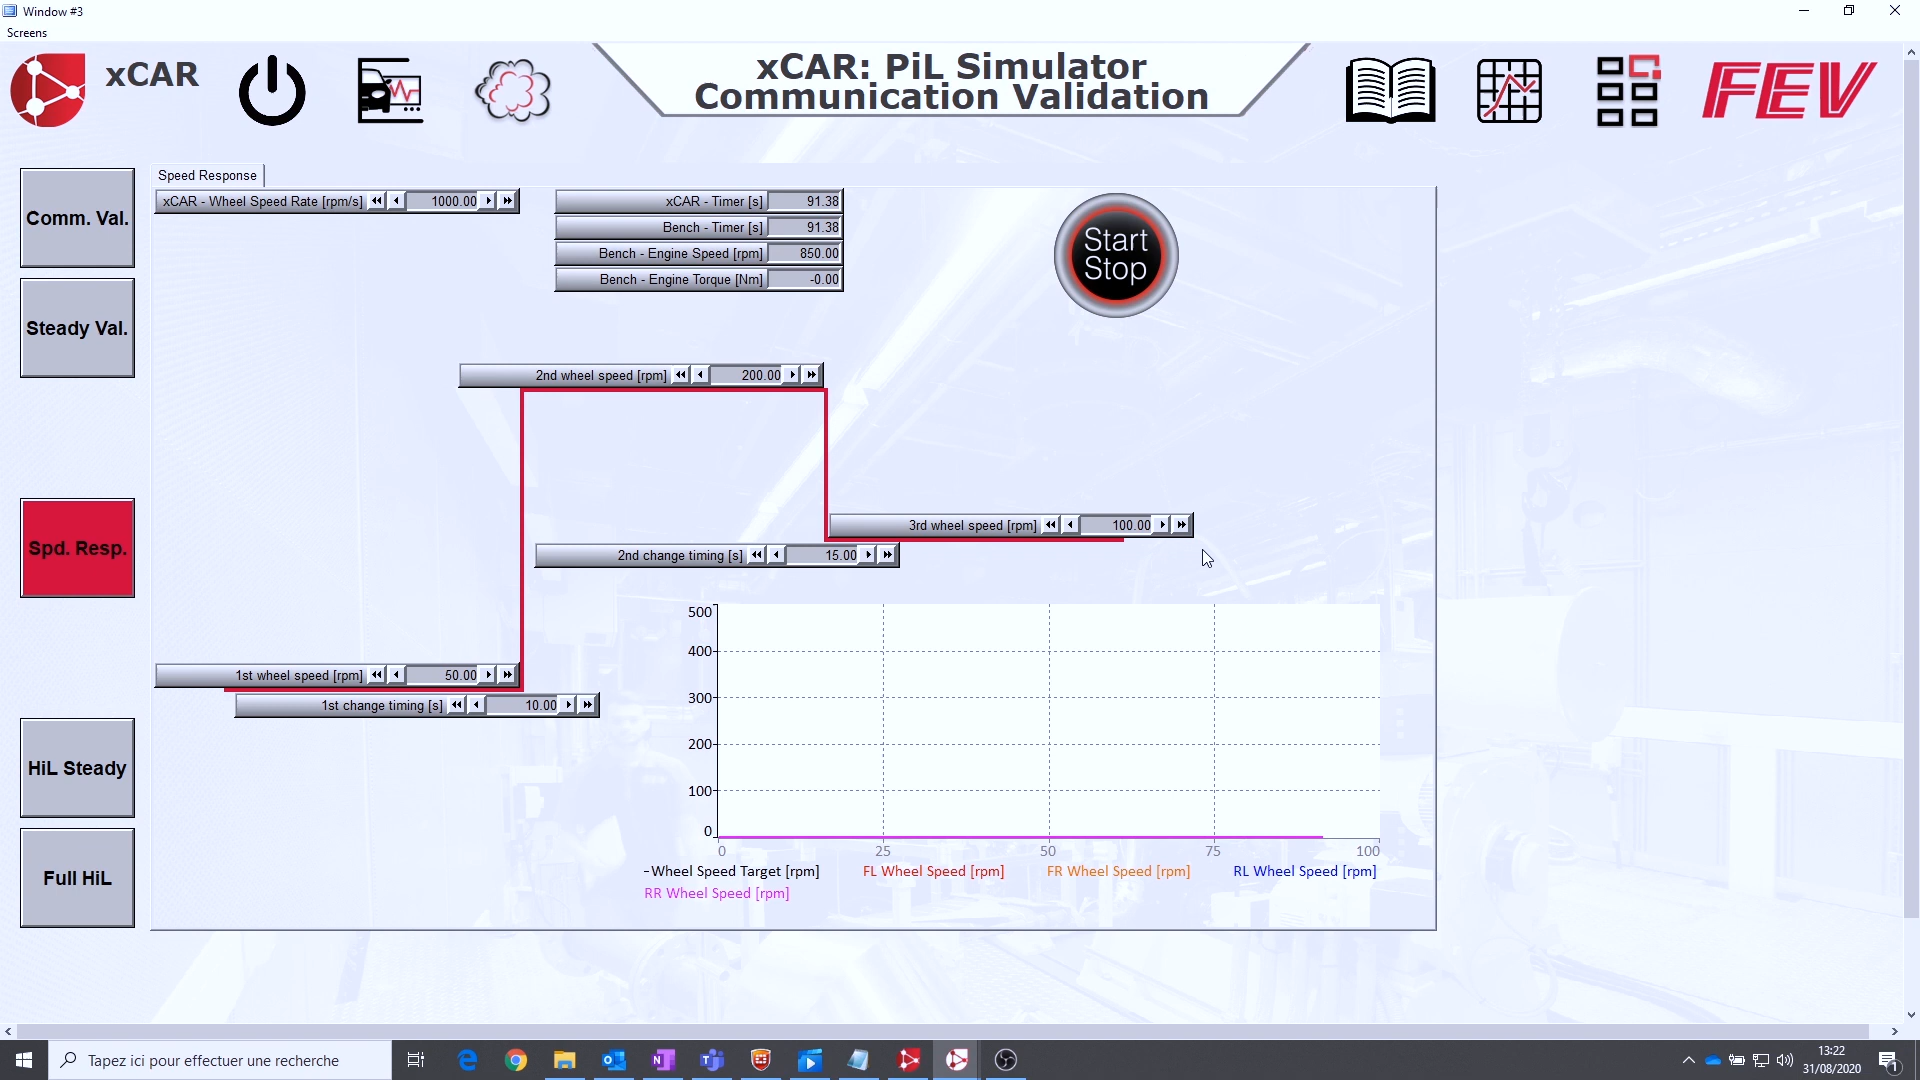 Window #3
Screens
xCAR
xCAR: PiL Simulator
Communication Validation
FEV
Comm. Val.
Steady Val.
Spd. Resp.
HiL Steady
Full HiL
Speed Response
xCAR - Wheel Speed Rate [rpm/s] 1000.00
xCAR - Timer [s] 91.38
Bench - Timer [s] 91.38
Bench - Engine Speed [rpm] 850.00
Bench - Engine Torque [Nm] -0.00
Start
Stop
2nd wheel speed [rpm] 200.00
3rd wheel speed [rpm] 100.00
2nd change timing [s] 15.00
1st wheel speed [rpm] 50.00
1st change timing [s] 10.00
500
400
300
200
100
0
0 25 50 75 100
-Wheel Speed Target [rpm] FL Wheel Speed [rpm] FR Wheel Speed [rpm] RL Wheel Speed [rpm]
RR Wheel Speed [rpm]
Tapez ici pour effectuer une recherche
13:22
31/08/2020
1